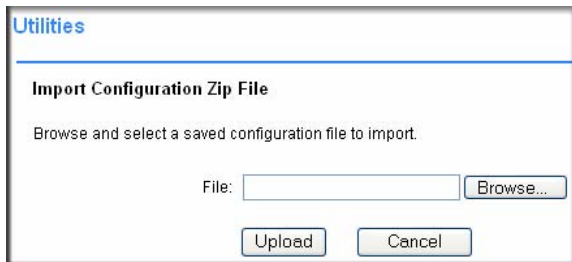 Utilities
Import Configuration Zip File
Browse and select a saved configuration file to import.
File: Browse...
Upload Cancel